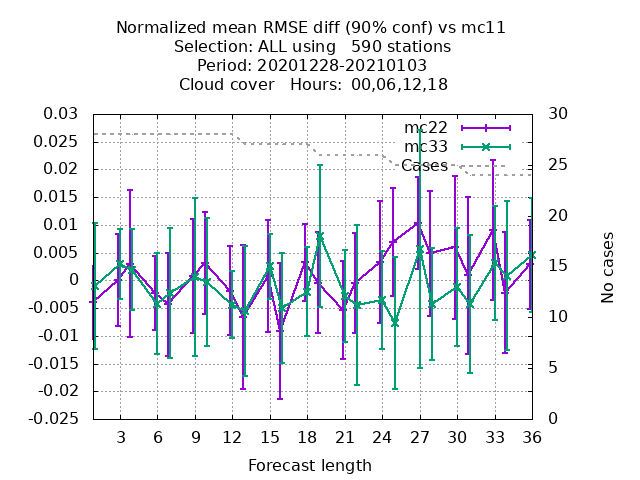 Normalized mean RMSE diff (90% conf) vs mc11
Selection: ALL using   590 stations
Period: 20201228-20210103
Cloud cover   Hours:  00,06,12,18
0.03
0.025
0.02
0.015
0.01
0.005
0
-0.005
-0.01
-0.015
-0.02
-0.025
30
25
20
15
10
5
0
No cases
mc22
mc33
Cases
3 6 9 12 15 18 21 24 27 30 33 36
Forecast length